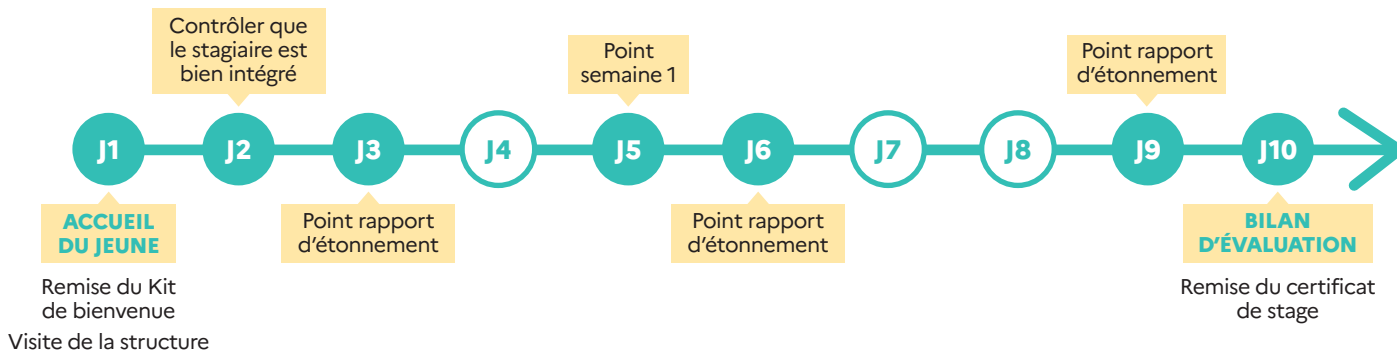 Contrôler que
le stagiaire est
bien intégré
Point
semaine 1
Point rapport
d'étonnement
J1
J2
J3
J4
J5
J6
J7
J8
J9
J10
ACCUEIL
DU JEUNE
Remise du Kit
de bienvenue
Visite de la structure
Point rapport
d'étonnement
Point rapport
d'étonnement
BILAN
D'ÉVALUATION
Remise du certificat
de stage